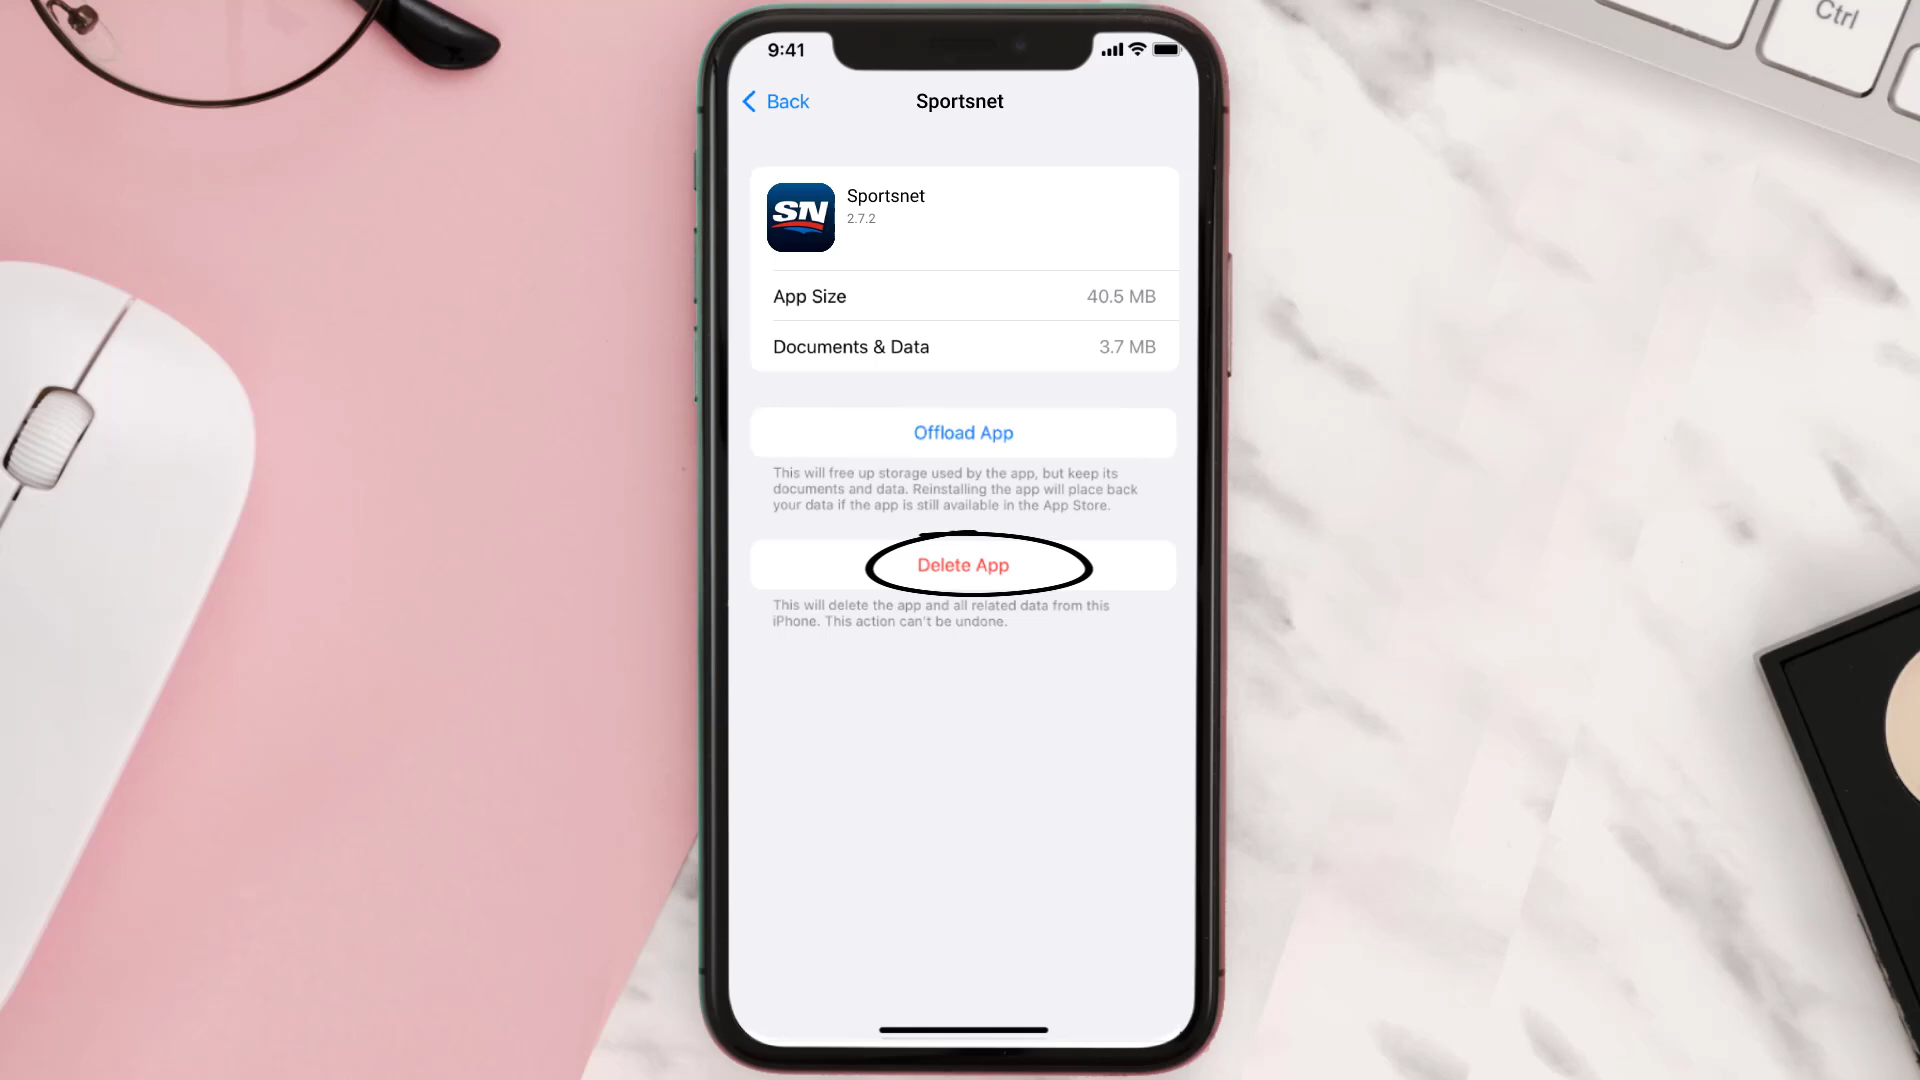 Ctrl
9:41
Back
Sportsnet
SN
Sportsnet
2.7.2
App Size
40.5 MB
Documents & Data
3.7 MB
Offload App
This will free up storage used by the app, but keep its
documents and data. Reinstalling the app will place back
your data if the app is still available in the App Store.
Delete App
This will delete the app and all related data from this
iPhone. This action can't be undone.